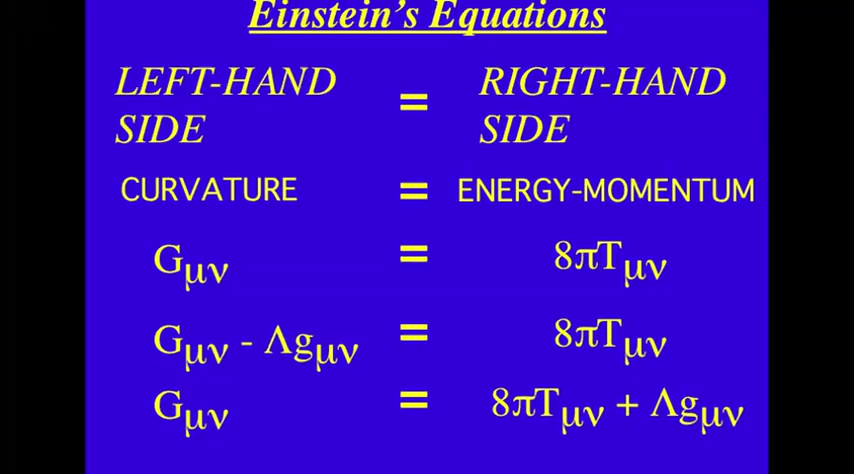 Einstein's Equations
LEFT-HAND SIDE = RIGHT-HAND SIDE
CURVATURE = ENERGY-MOMENTUM
Gμν = 8πTμν
Gμν - Λgμν = 8πTμν
Gμν = 8πTμν + Λgμν